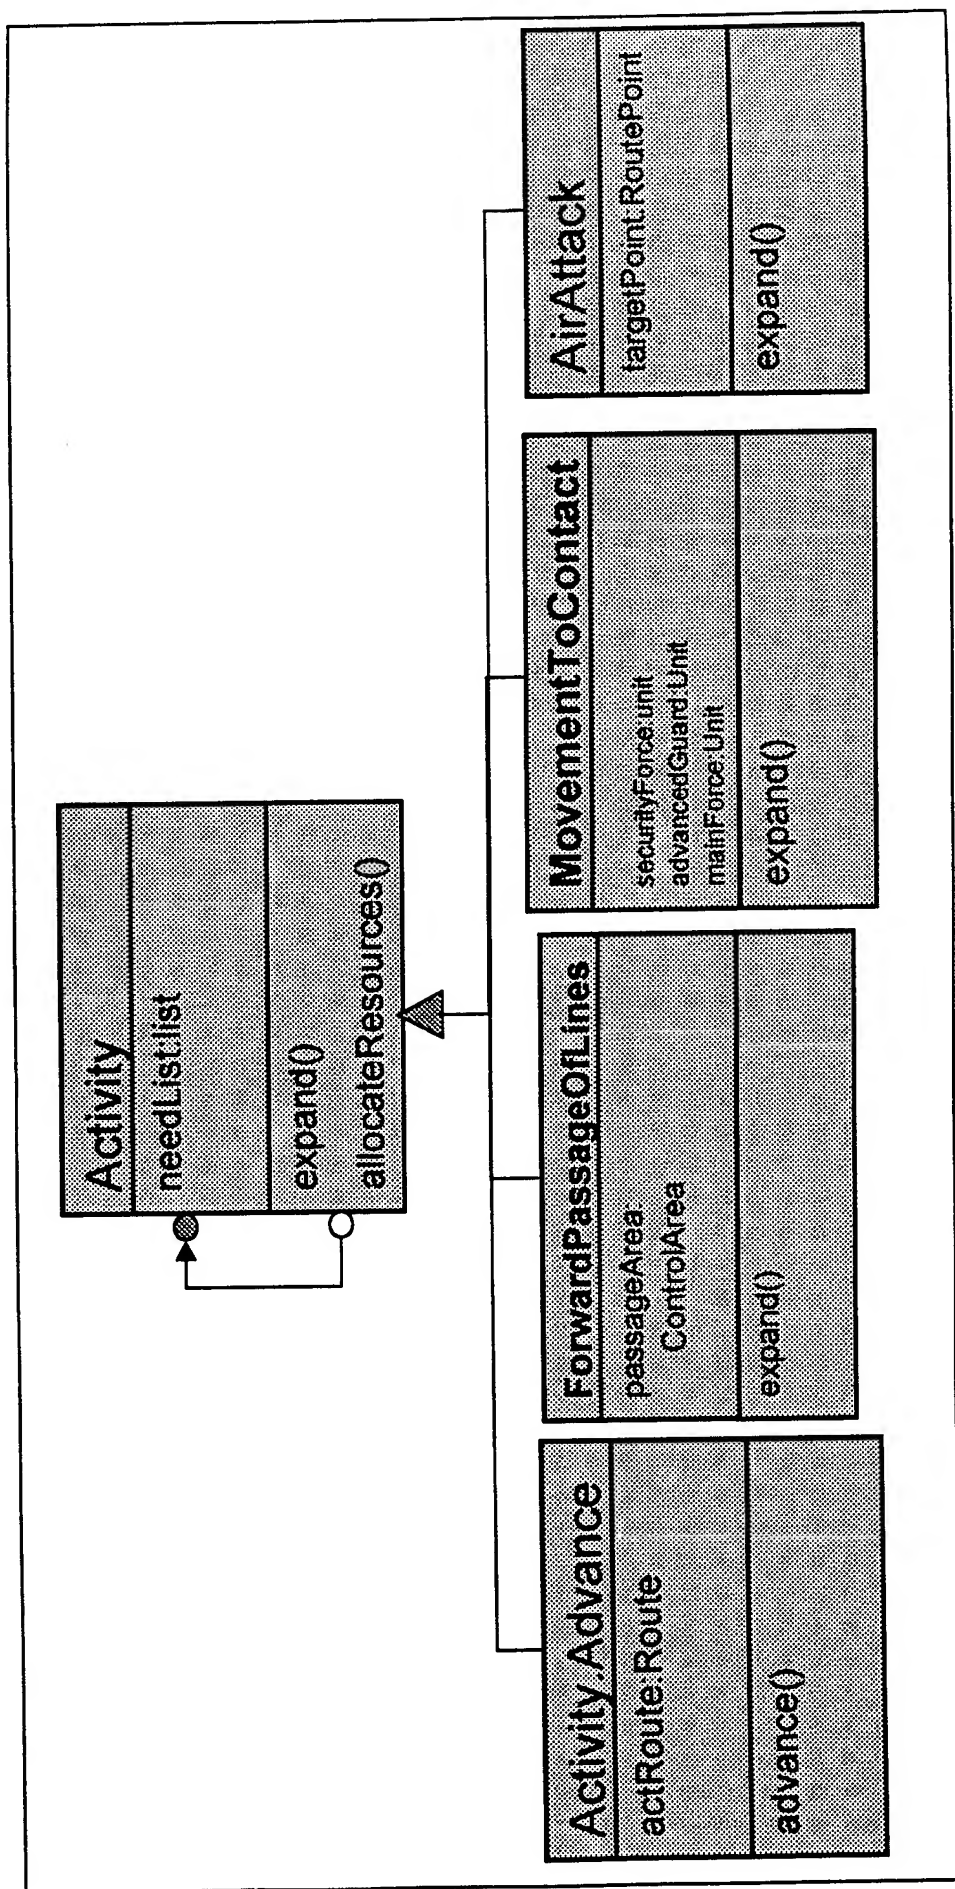 Activity
needList:list
expand()
allocateResources()
Activity.Advance
actRoute:Route
advance()
ForwardPassageOfLines
passageArea
ControlArea
expand()
MovementToContact
securityForce:unit
advancedGuard:Unit
mainForce:Unit
expand()
AirAttack
targetPoint:RoutePoint
expand()